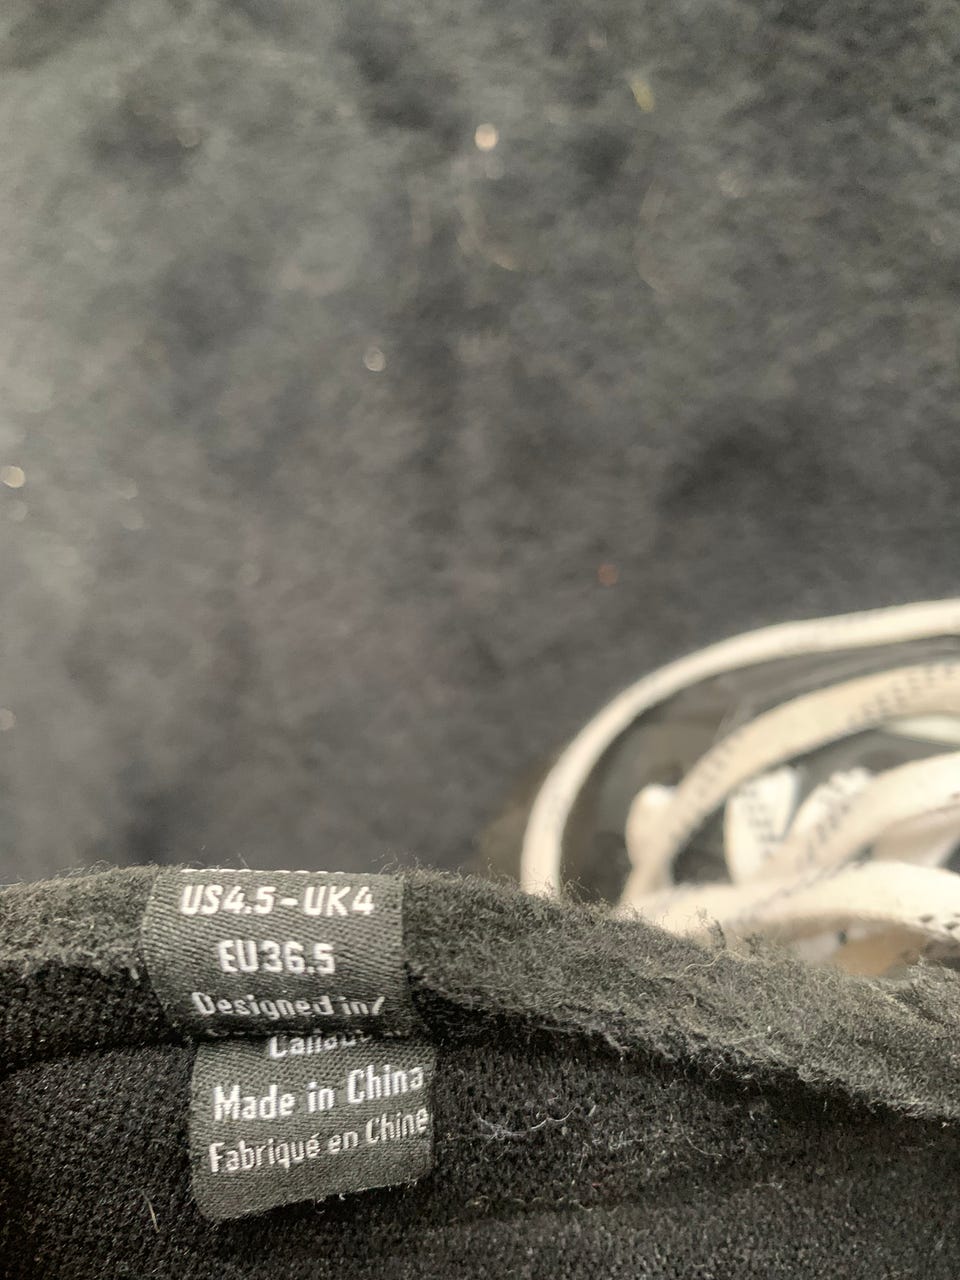 US4.5-UK4
EU36.5
Designed in/
Made in China
Fabriqué en Chine